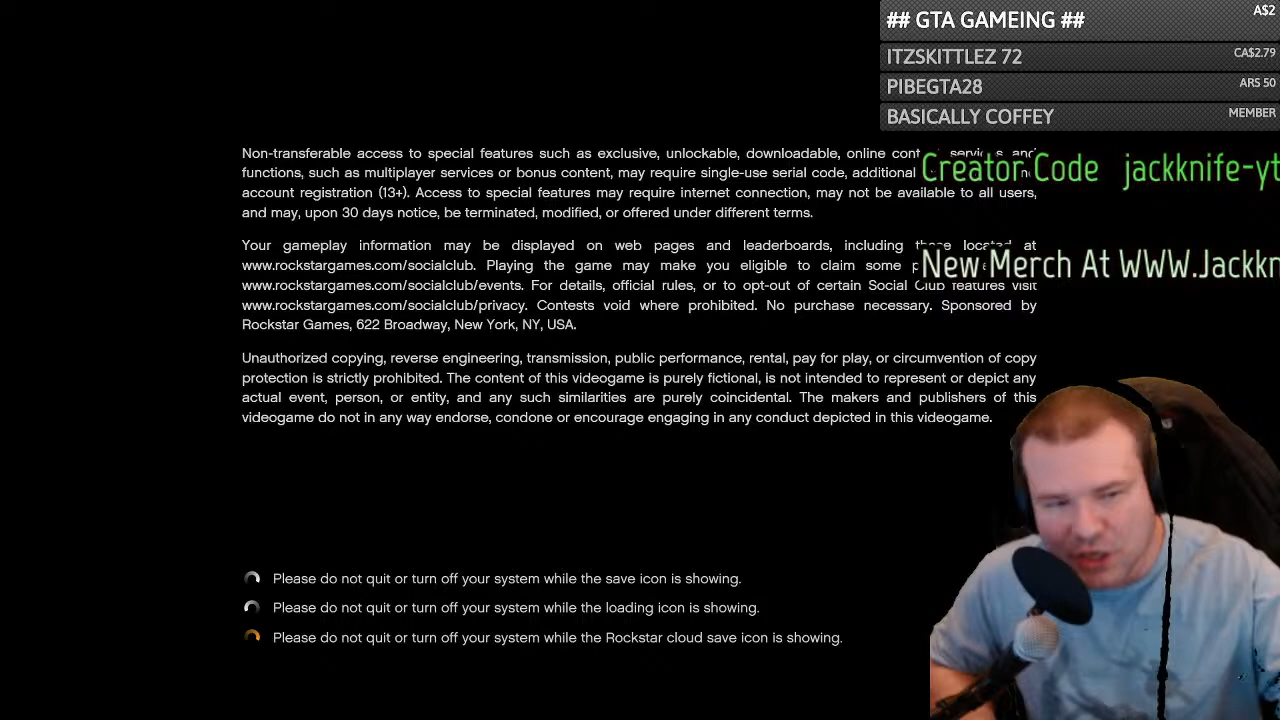 ## GTA GAMEING ##
A$2
ITZSKITTLEZ 72
CA$2.79
PIBEGTA28
ARS 50
BASICALLY COFFEY
MEMBER
Creator Code jackknife-yt
New Merch At WWW.Jackkn
Non-transferable access to special features such as exclusive, unlockable, downloadable, online
functions, such as multiplayer services or bonus content, may require single-use serial code, additional
account registration (13+). Access to special features may require internet connection, may not be available to all users,
and may, upon 30 days notice, be terminated, modified, or offered under different terms.
Your gameplay information may be displayed on web pages and leaderboards, including those located at
www.rockstargames.com/socialclub. Playing the game may make you eligible to claim some
www.rockstargames.com/socialclub/events. For details, official rules, or to opt-out of certain Social Club features visit
www.rockstargames.com/socialclub/privacy. Contests void where prohibited. No purchase necessary. Sponsored by
Rockstar Games, 622 Broadway, New York, NY, USA.
Unauthorized copying, reverse engineering, transmission, public performance, rental, pay for play, or circumvention of copy
protection is strictly prohibited. The content of this videogame is purely fictional, is not intended to represent or depict any
actual event, person, or entity, and any such similarities are purely coincidental. The makers and publishers of this
videogame do not in any way endorse, condone or encourage engaging in any conduct depicted in this videogame.
Please do not quit or turn off your system while the save icon is showing.
Please do not quit or turn off your system while the loading icon is showing.
Please do not quit or turn off your system while the Rockstar cloud save icon is showing.